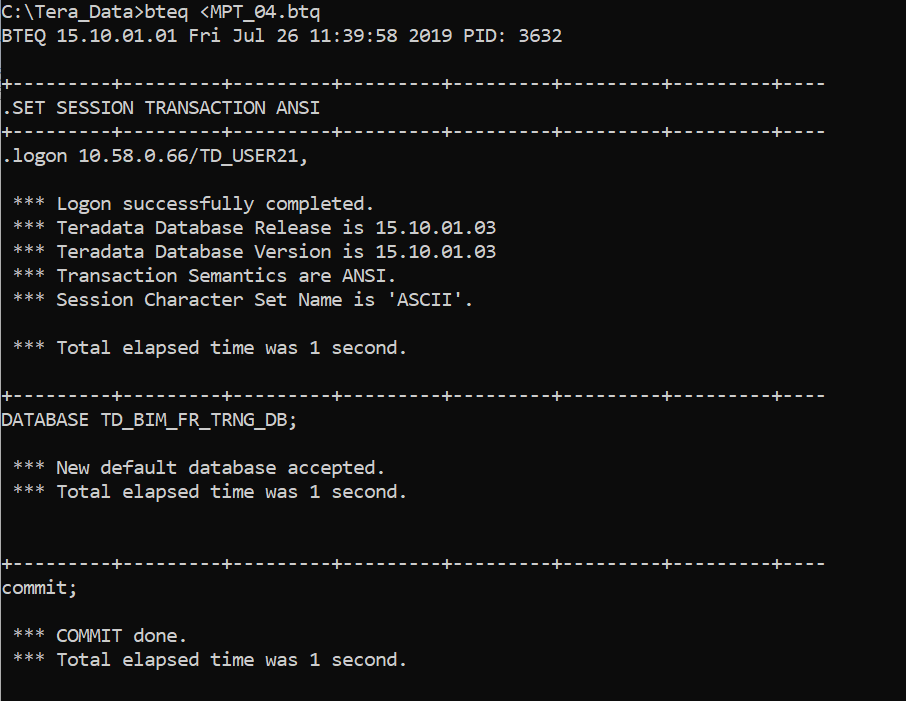 C:\Tera_Data>bteq <MPT_04.btq
BTEQ 15.10.01.01 Fri Jul 26 11:39:58 2019 PID: 3632
+---------+---------+---------+---------+---------+---------+---------+----
.SET SESSION TRANSACTION ANSI
+---------+---------+---------+---------+---------+---------+---------+----
.logon 10.58.0.66/TD_USER21,
*** Logon successfully completed.
*** Teradata Database Release is 15.10.01.03
*** Teradata Database Version is 15.10.01.03
*** Transaction Semantics are ANSI.
*** Session Character Set Name is 'ASCII'.
*** Total elapsed time was 1 second.
+---------+---------+---------+---------+---------+---------+---------+----
DATABASE TD_BIM_FR_TRNG_DB;
*** New default database accepted.
*** Total elapsed time was 1 second.
+---------+---------+---------+---------+---------+---------+---------+----
commit;
*** COMMIT done.
*** Total elapsed time was 1 second.